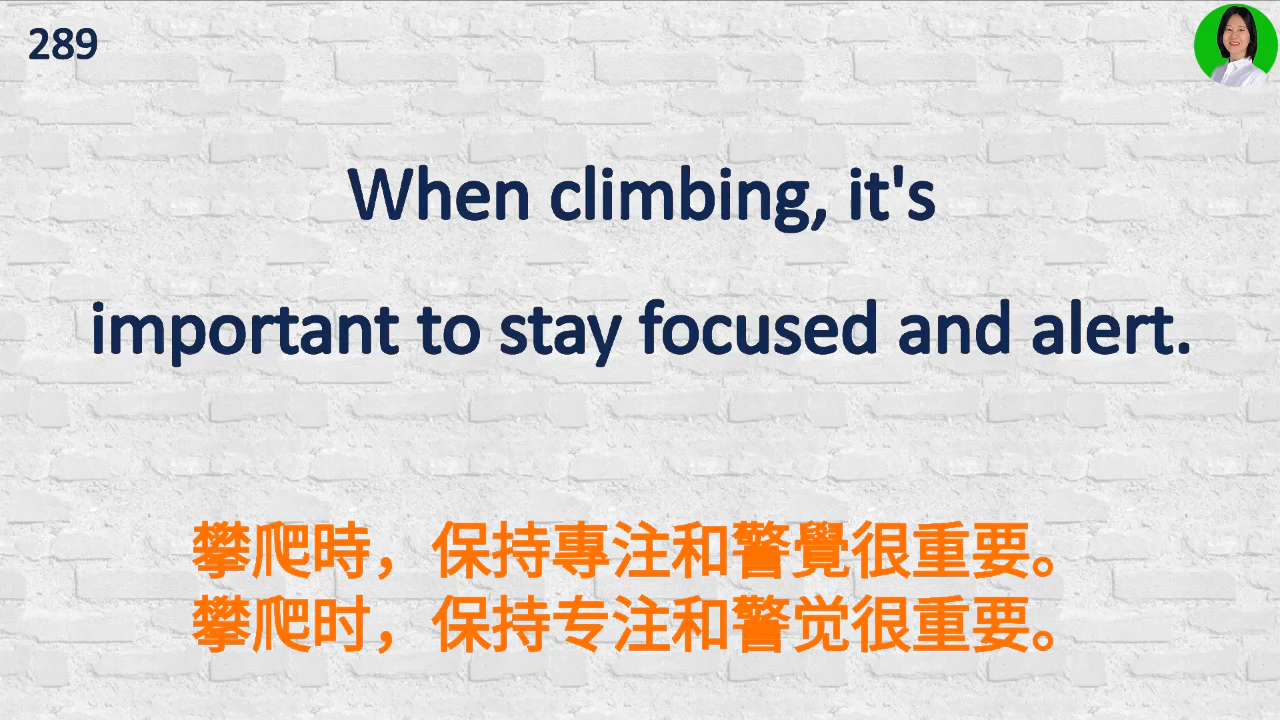 289
When climbing, it's
important to stay focused and alert.
攀爬時，保持專注和警覺很重要。
攀爬时，保持专注和警觉很重要。